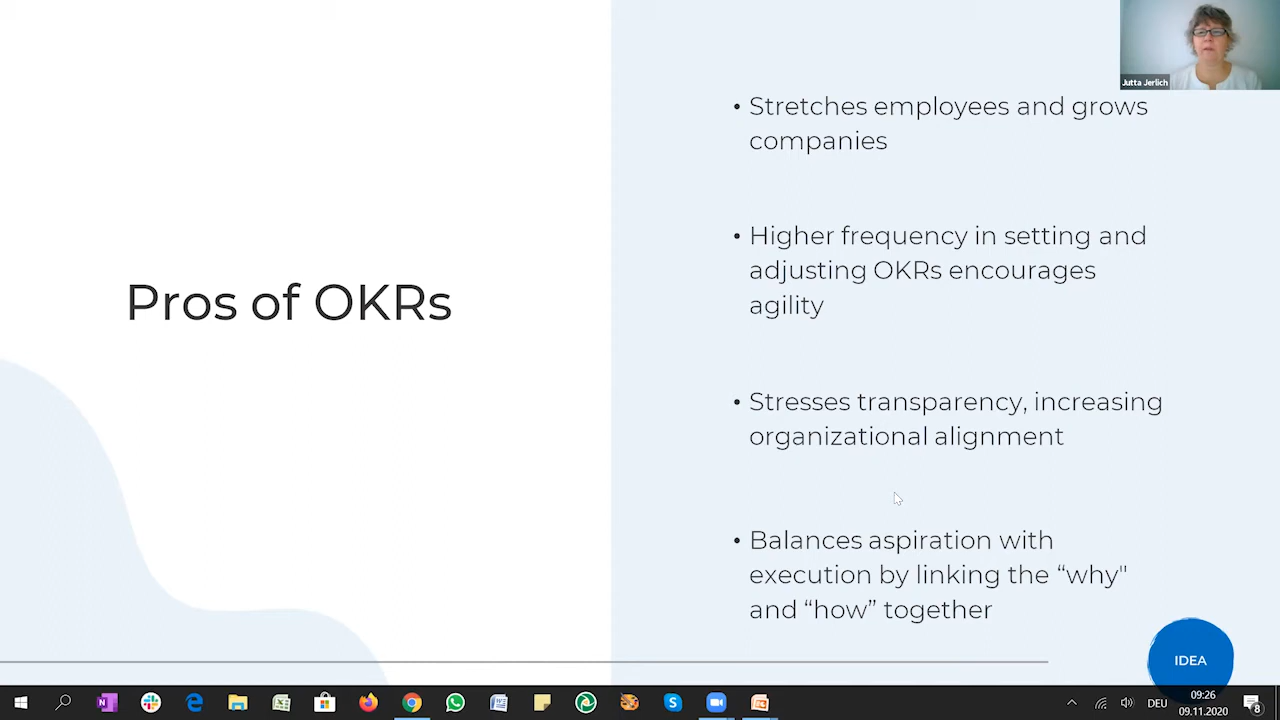 Jutta Jerlich
Pros of OKRs
• Stretches employees and grows
companies
• Higher frequency in setting and
adjusting OKRs encourages
agility
• Stresses transparency, increasing
organizational alignment
• Balances aspiration with
execution by linking the “why"
and “how” together
IDEA
09:26
DEU
09.11.2020
8